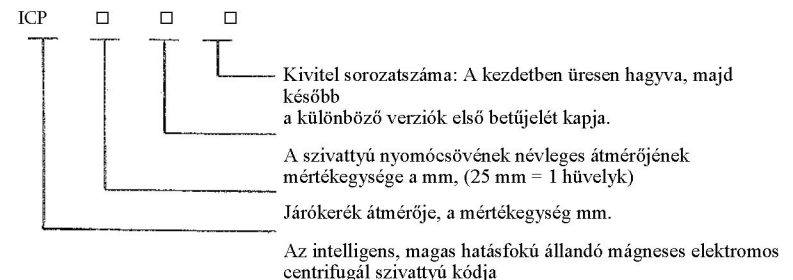 ICP □ □ □
Kivitel sorozatszáma: A kezdetben üresen hagyva, majd
később
a különböző verziók első betűjelét kapja.
A szivattyú nyomócsövének névleges átmérőjének
mértékegysége a mm, (25 mm = 1 hüvelyk)
Járókerék átmérője, a mértékegység mm.
Az intelligens, magas hatásfokú állandó mágneses elektromos
centrifugál szivattyú kódja